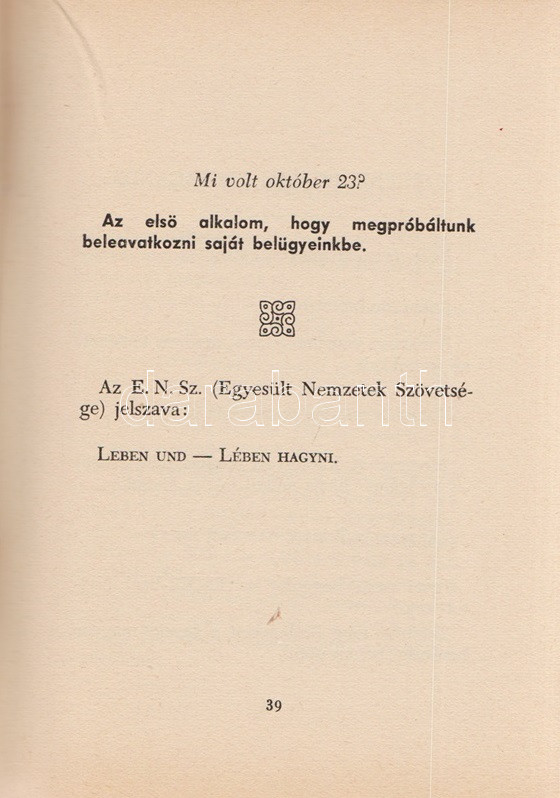 Mi volt október 23?
Az elsö alkalom, hogy megpróbáltunk
beleavatkozni saját belügyeinkbe.
Az E. N. Sz. (Egyesült Nemzetek Szövetsé-
ge) jelszava:
darabanth
LEBEN UND — LÉBEN HAGYNI.
39